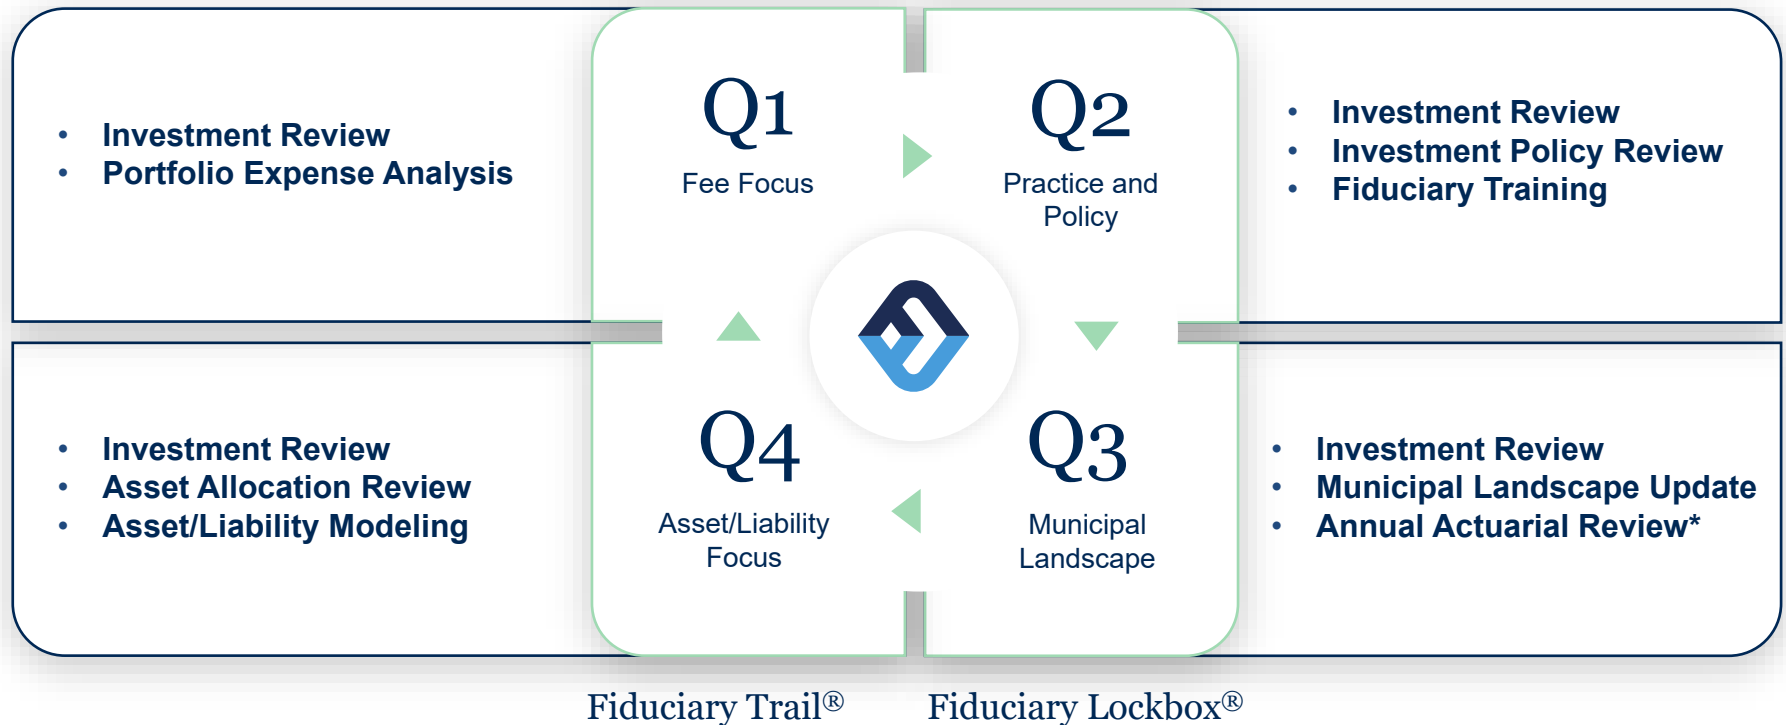 • Investment Review
• Portfolio Expense Analysis
Q1
Fee Focus
Q2
Practice and
Policy
• Investment Review
• Investment Policy Review
• Fiduciary Training
• Investment Review
• Asset Allocation Review
• Asset/Liability Modeling
Q4
Asset/Liability
Focus
Q3
Municipal
Landscape
• Investment Review
• Municipal Landscape Update
• Annual Actuarial Review*
Fiduciary Trail®
Fiduciary Lockbox®